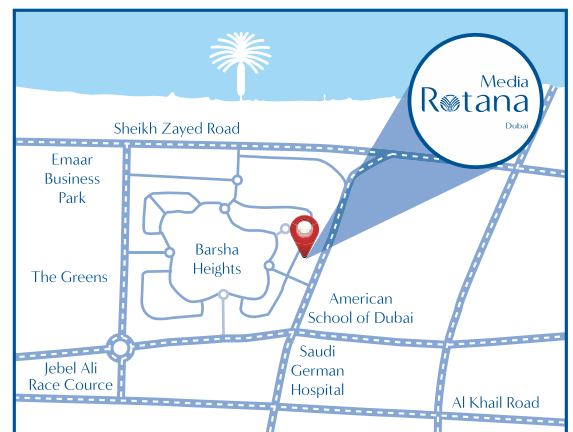 Media
Rotana
Dubai
Sheikh Zayed Road
Emaar
Business
Park
Barsha
Heights
The Greens
American
School of Dubai
Saudi
German
Hospital
Jebel Ali
Race Cource
Al Khail Road